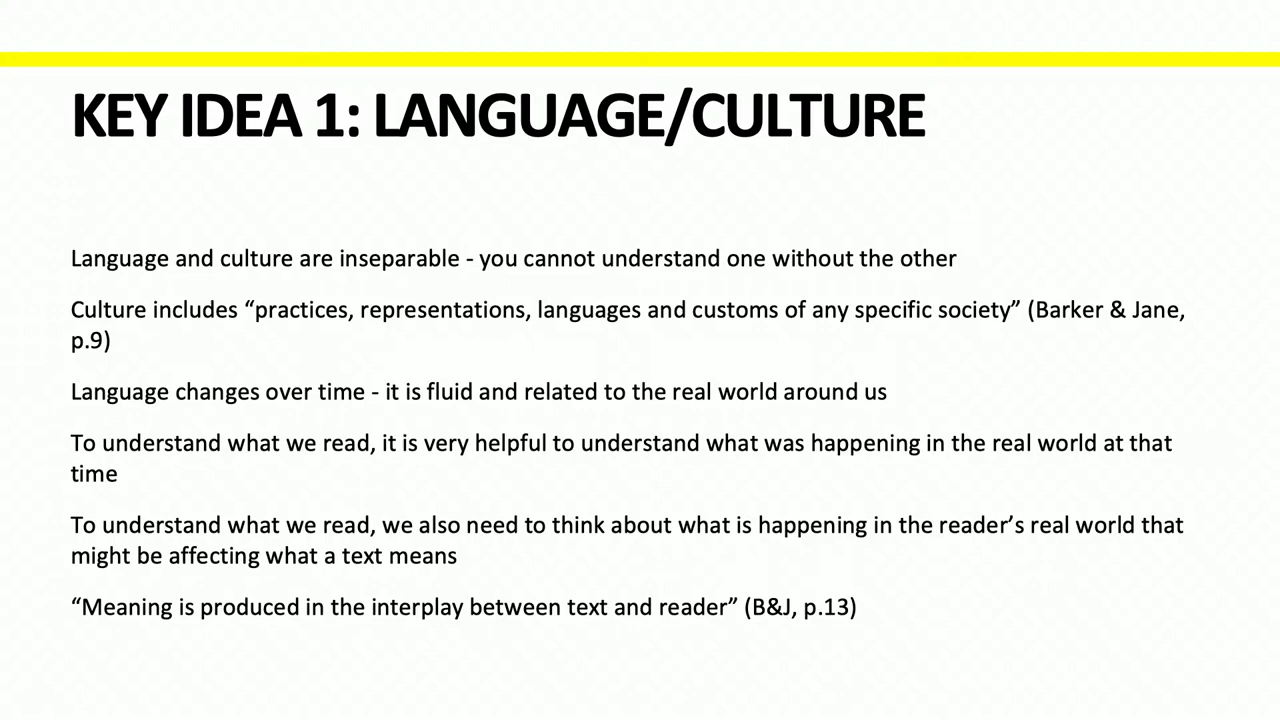 KEY IDEA 1: LANGUAGE/CULTURE
Language and culture are inseparable - you cannot understand one without the other
Culture includes “practices, representations, languages and customs of any specific society” (Barker & Jane,
p.9)
Language changes over time - it is fluid and related to the real world around us
To understand what we read, it is very helpful to understand what was happening in the real world at that
time
To understand what we read, we also need to think about what is happening in the reader’s real world that
might be affecting what a text means
“Meaning is produced in the interplay between text and reader” (B&J, p.13)